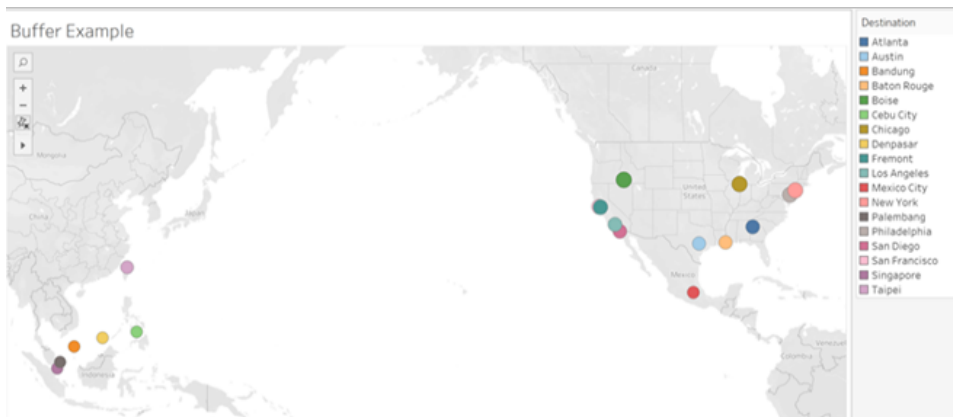 Buffer Example
Canada
Mongolia
United
States
Japan
China
Mexico
Venezuel
Colombia
Indonesia
Destination
Atlanta
Austin
Bandung
Baton Rouge
Boise
Cebu City
Chicago
Denpasar
Fremont
Los Angeles
Mexico City
New York
Palembang
Philadelphia
San Diego
San Francisco
Singapore
Taipei